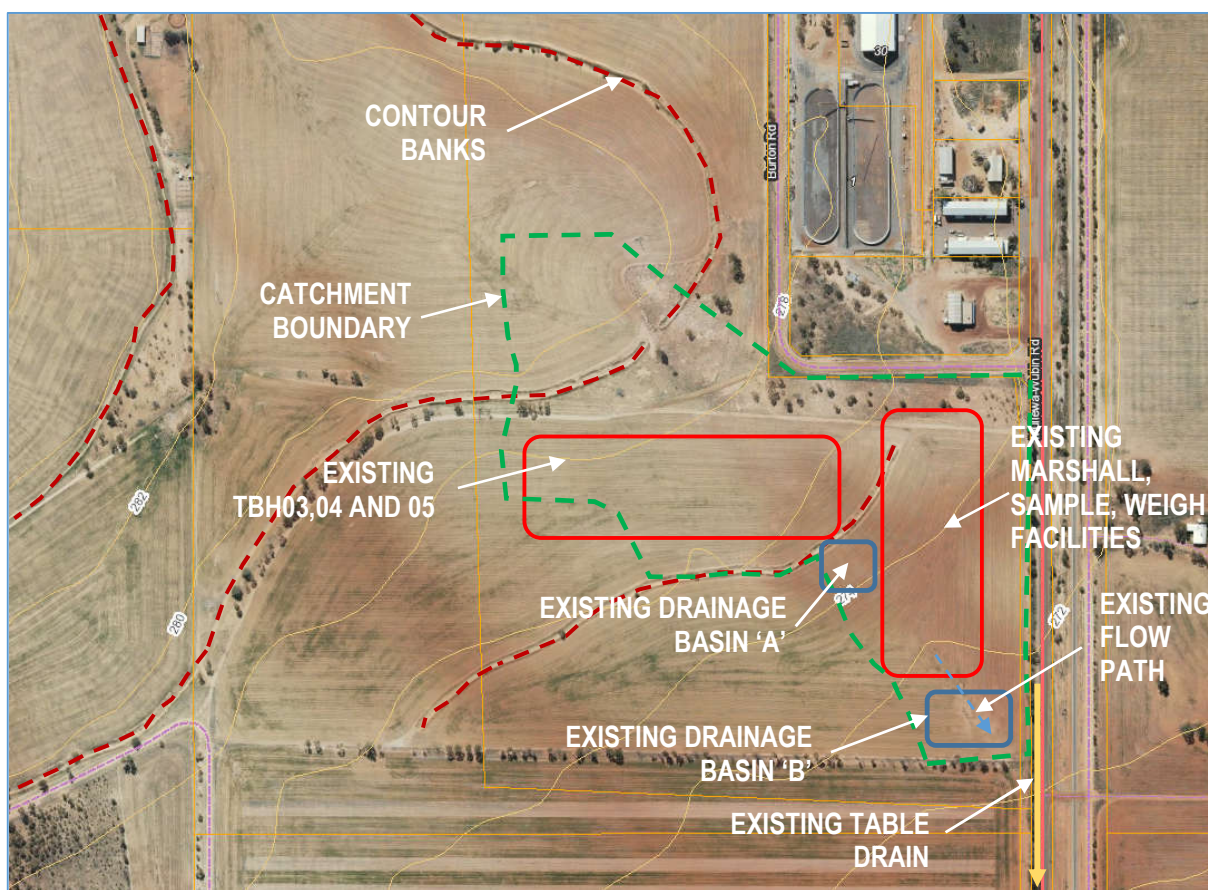 30
CONTOUR
BANKS
Burton Rd
1
CATCHMENT
BOUNDARY
278
EXISTING
TBH03,04 AND 05
EXISTING
MARSHALL,
SAMPLE, WEIGH
FACILITIES
282
280
EXISTING DRAINAGE
BASIN ‘A’
272
EXISTING
FLOW
PATH
EXISTING DRAINAGE
BASIN ‘B’
EXISTING TABLE
DRAIN